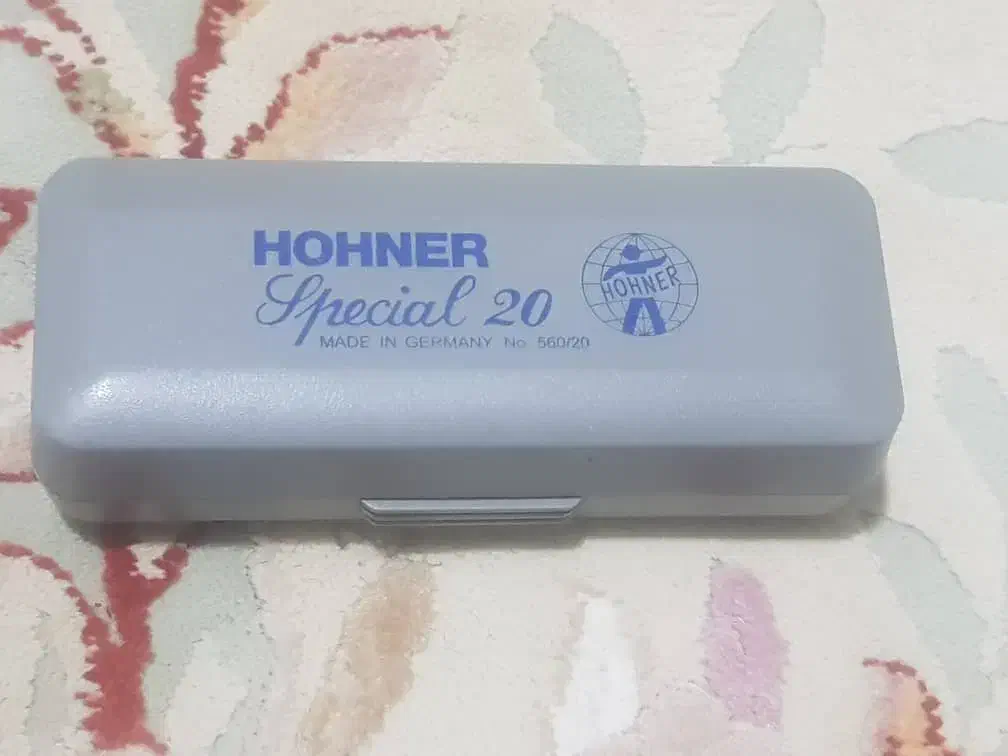 HOHNER
Special 20
MADE IN GERMANY No 560/20
HOHNER